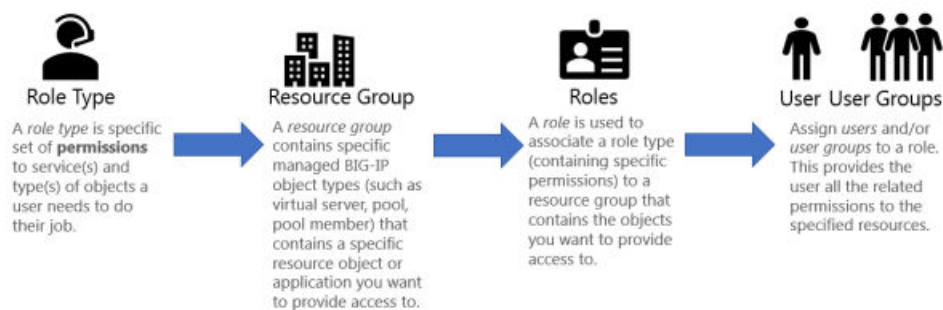 Role Type
A role type is specific
set of permissions
to service(s) and
type(s) of objects a
user needs to do
their job.
Resource Group
A resource group
contains specific
managed BIG-IP
object types (such as
virtual server, pool,
pool member) that
contains a specific
resource object or
application you want
to provide access to.
Roles
A role is used to
associate a role type
(containing specific
permissions) to a
resource group that
contains the objects
you want to provide
access to.
User User Groups
Assign users and/or
user groups to a role.
This provides the
user all the related
permissions to the
specified resources.